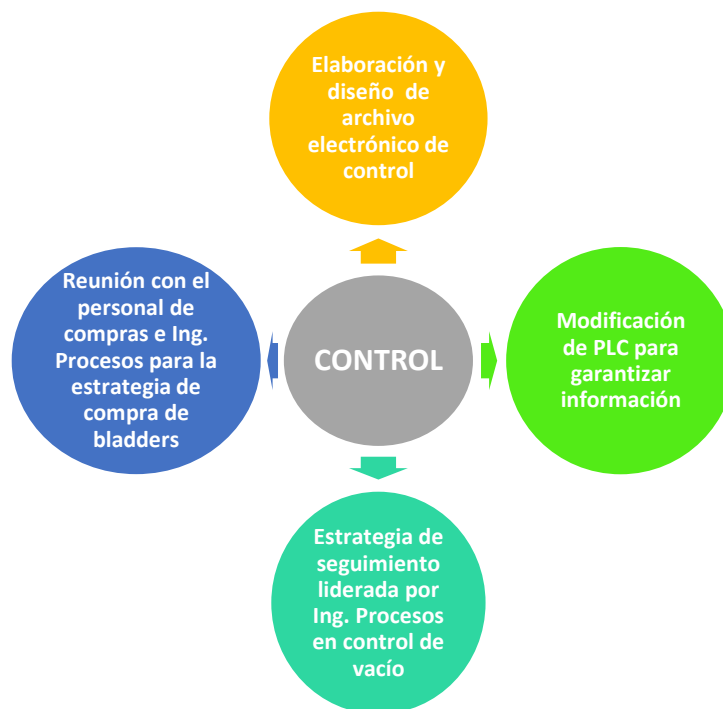 Elaboración y
diseño de
archivo
electrónico de
control
Reunión con el
personal de
compras e Ing.
Procesos para la
estrategia de
compra de
bladders
CONTROL
Modificación
de PLC para
garantizar
información
Estrategia de
seguimiento
liderada por
Ing. Procesos
en control de
vacío